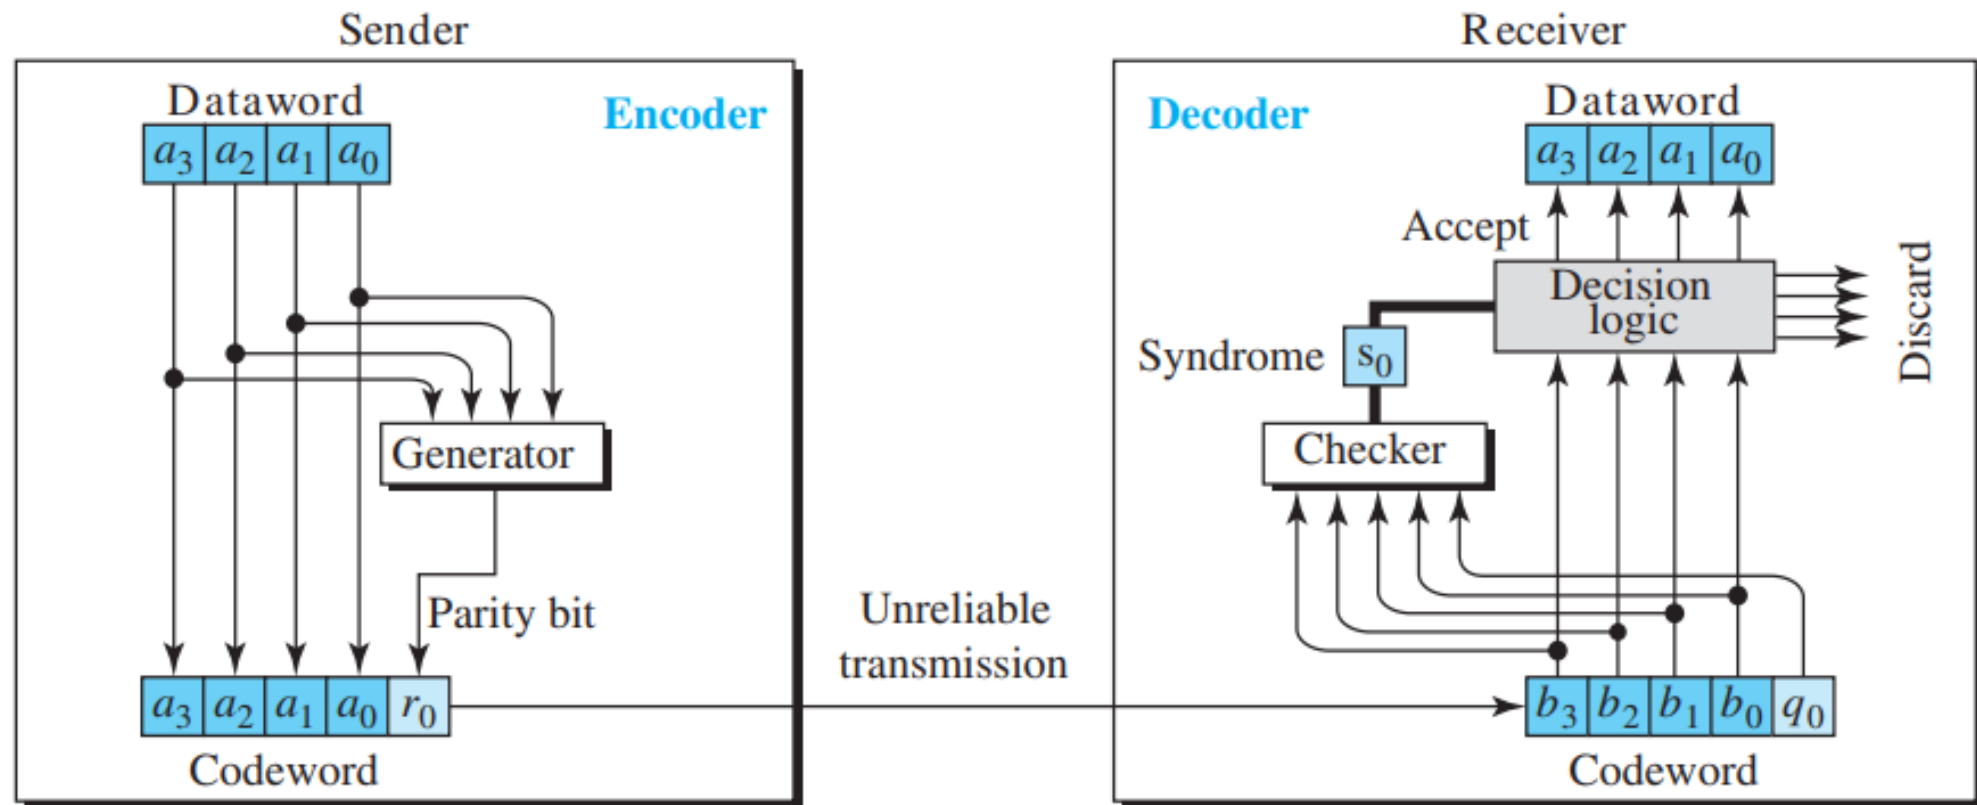 Sender
Receiver
Dataword
Encoder
a3 a2 a1 a0
Generator
Parity bit
a3 a2 a1 a0 r0
Codeword
Unreliable
transmission
Decoder
Dataword
a3 a2 a1 a0
Accept
Decision
logic
Discard
Syndrome
s0
Checker
b3 b2 b1 b0 q0
Codeword